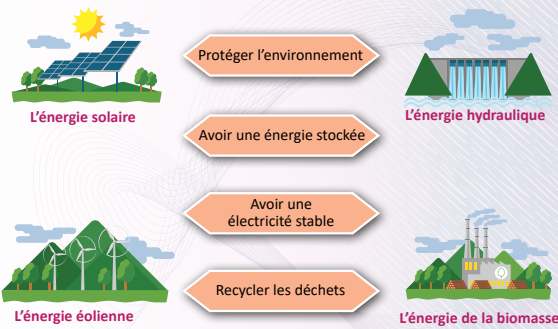 Protéger l'environnement
L'énergie solaire
L'énergie hydraulique
Avoir une énergie stockée
Avoir une
électricité stable
Recycler les déchets
L'énergie éolienne
L'énergie de la biomasse